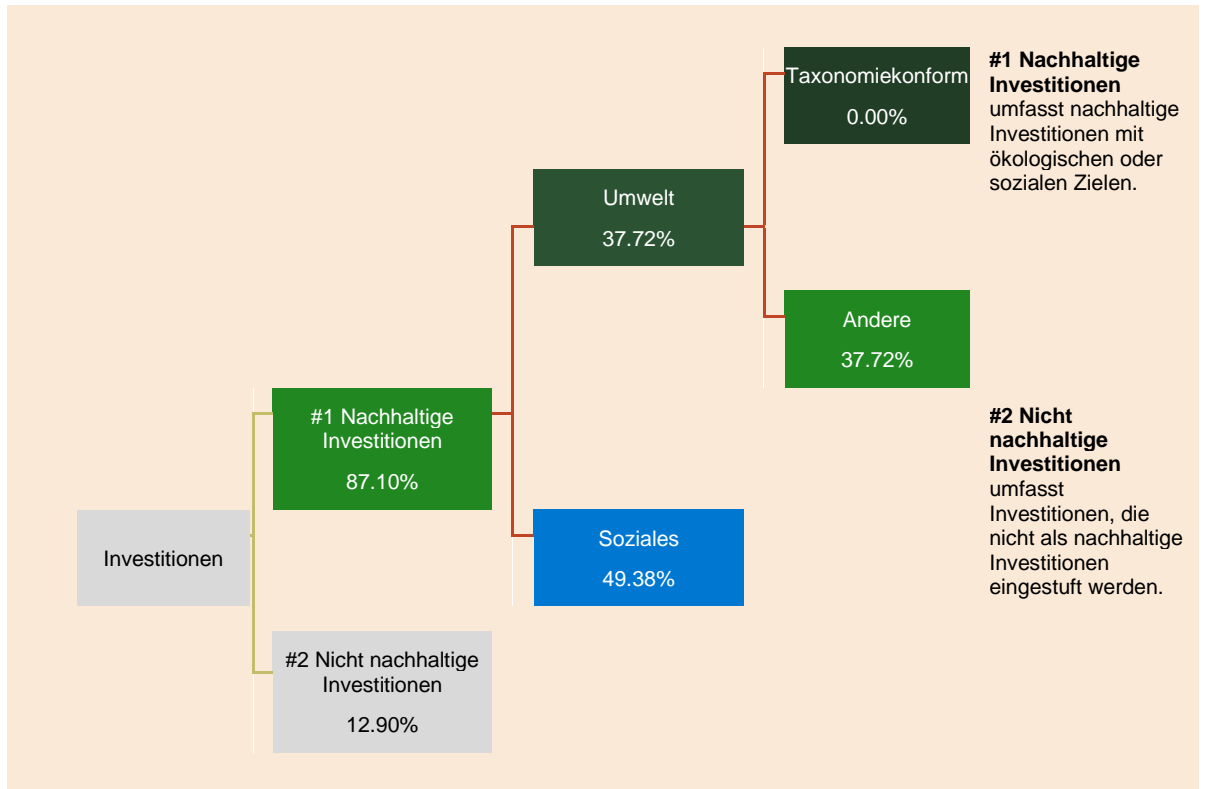 Taxonomiekonform
0.00%
#1 Nachhaltige
Investitionen
umfasst nachhaltige
Investitionen mit
ökologischen oder
sozialen Zielen.
Umwelt
37.72%
Andere
37.72%
#1 Nachhaltige
Investitionen
87.10%
#2 Nicht
nachhaltige
Investitionen
umfasst
Investitionen, die
nicht als nachhaltige
Investitionen
eingestuft werden.
Investitionen
Soziales
49.38%
#2 Nicht nachhaltige
Investitionen
12.90%